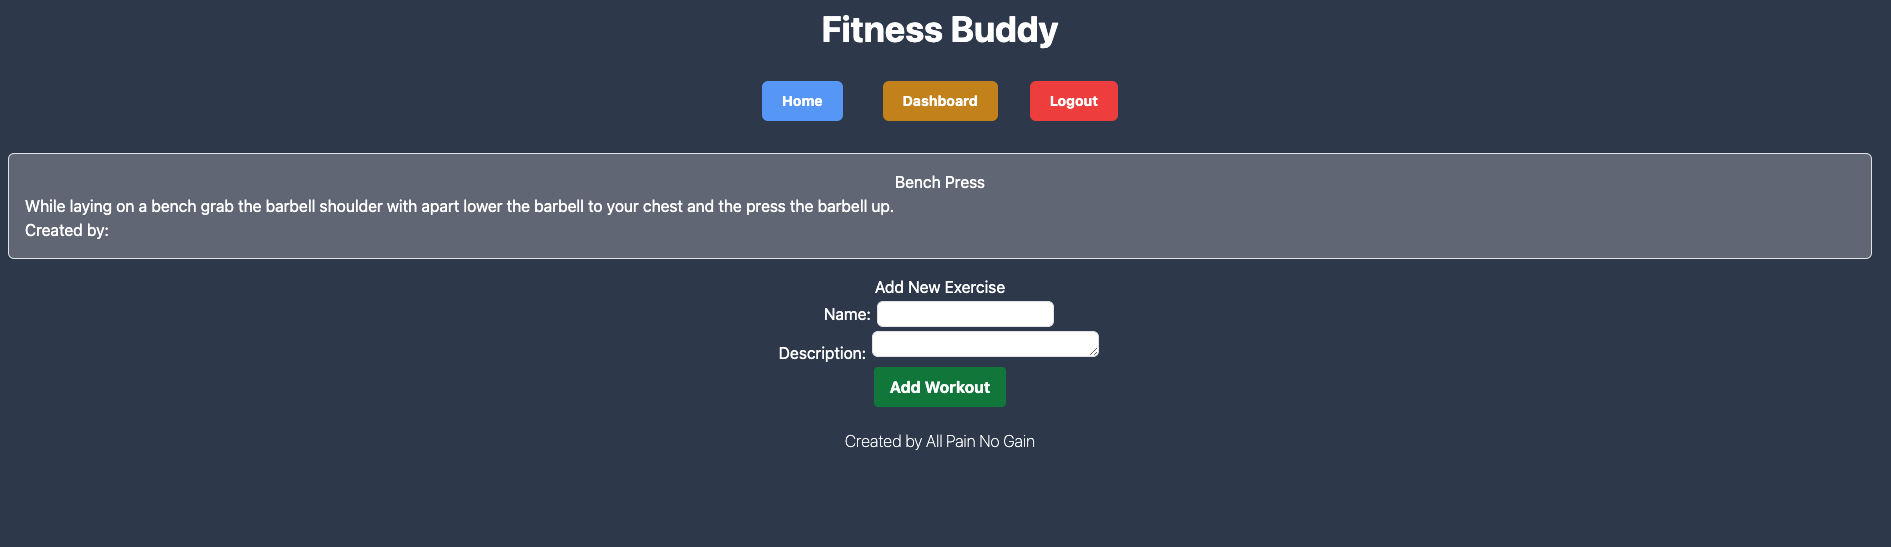 Fitness Buddy
Home Dashboard Logout
Bench Press
While laying on a bench grab the barbell shoulder with apart lower the barbell to your chest and the press the barbell up.
Created by:
Add New Exercise
Name:
Description:
Add Workout
Created by All Pain No Gain